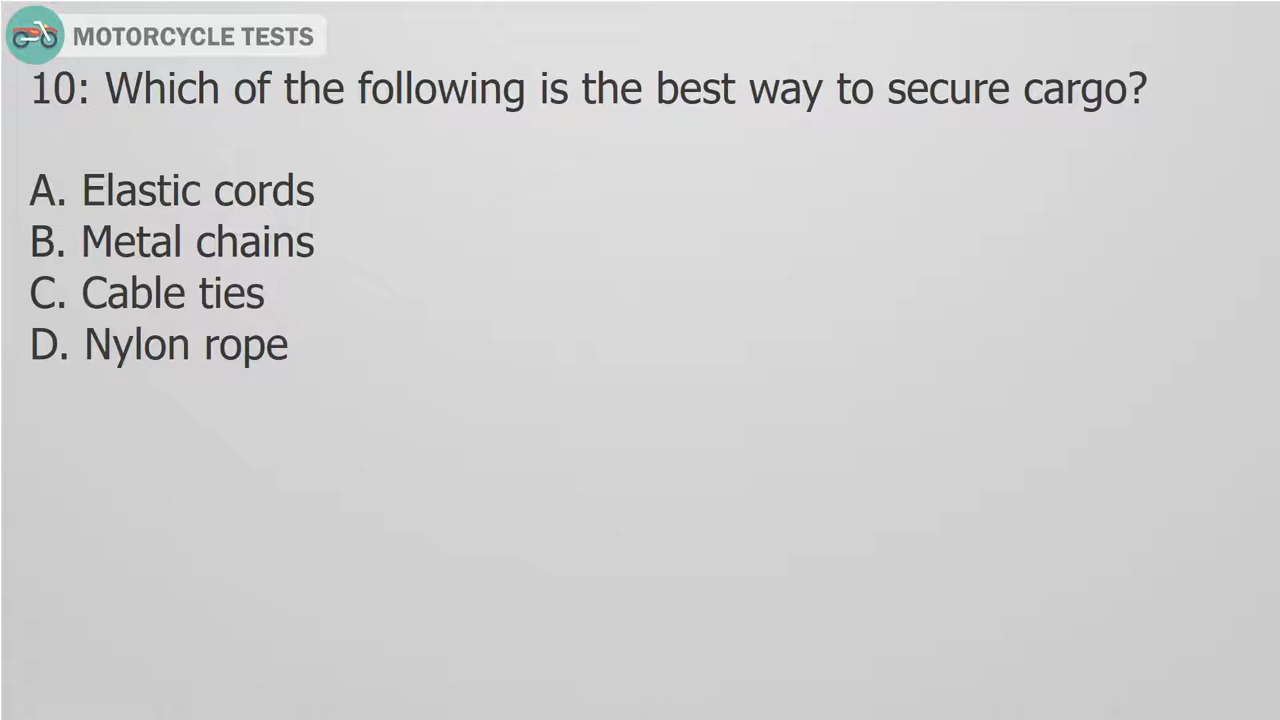 MOTORCYCLE TESTS
10: Which of the following is the best way to secure cargo?
A. Elastic cords
B. Metal chains
C. Cable ties
D. Nylon rope